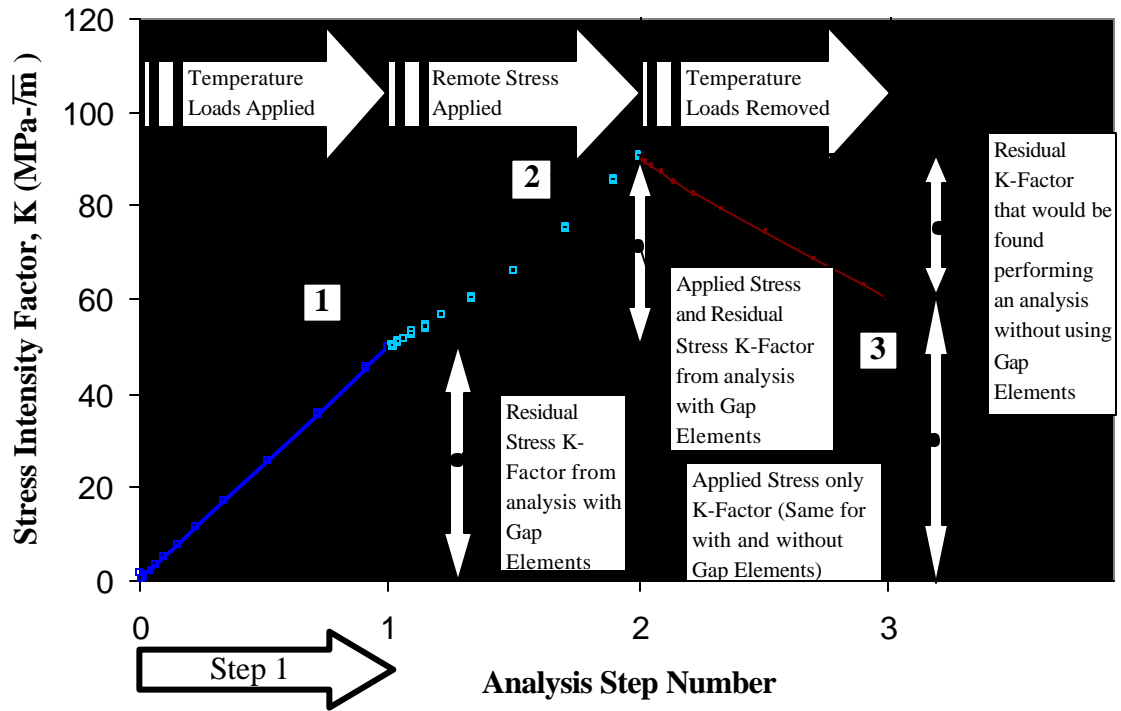 Stress Intensity Factor, K (MPa-√m )
120
100
80
60
40
20
0
Temperature
Loads Applied
Remote Stress
Applied
Temperature
Loads Removed
1
2
3
Residual
Stress K-
Factor from
analysis with
Gap
Elements
Applied Stress
and Residual
Stress K-Factor
from analysis
with Gap
Elements
Applied Stress only
K-Factor (Same for
with and without
Gap Elements)
Residual
K-Factor
that would be
found
performing
an analysis
without using
Gap
Elements
0
1
2
3
Step 1
Analysis Step Number